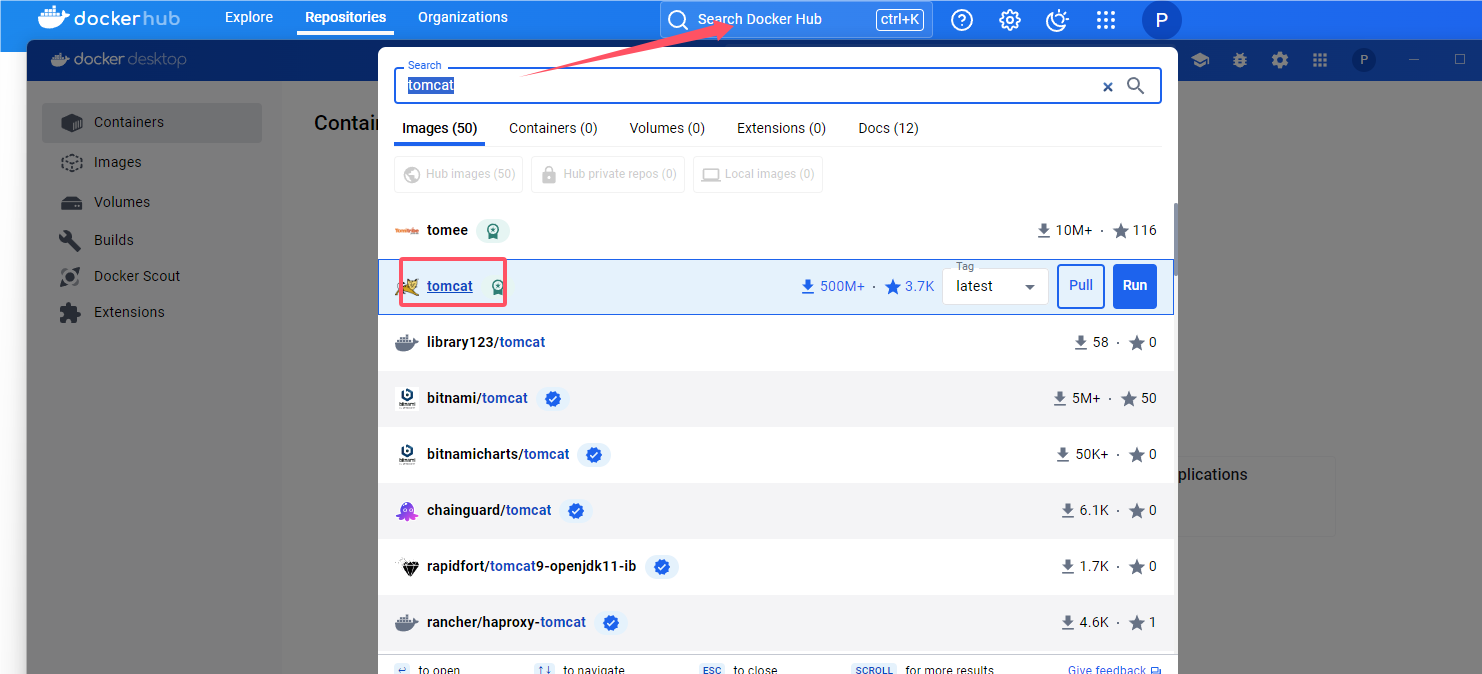 dockerhub Explore Repositories Organizations Search Docker Hub ctrl+K ? P
docker desktop P
Search
tomcat
Containers
Contai
Images (50) Containers (0) Volumes (0) Extensions (0) Docs (12)
Images
Hub images (50) Hub private repos (0) Local images (0)
Volumes
tomee 10M+ · 116
Builds
Tag
Docker Scout
tomcat 500M+ · 3.7K latest Pull Run
Extensions
library123/tomcat 58 · 0
bitnami/tomcat 5M+ · 50
bitnamicharts/tomcat 50K+ · 0
plications
chainguard/tomcat 6.1K · 0
rapidfort/tomcat9-openjdk11-ib 1.7K · 0
rancher/haproxy-tomcat 4.6K · 1
to open to navigate ESC to close SCROLL for more results Give feedback